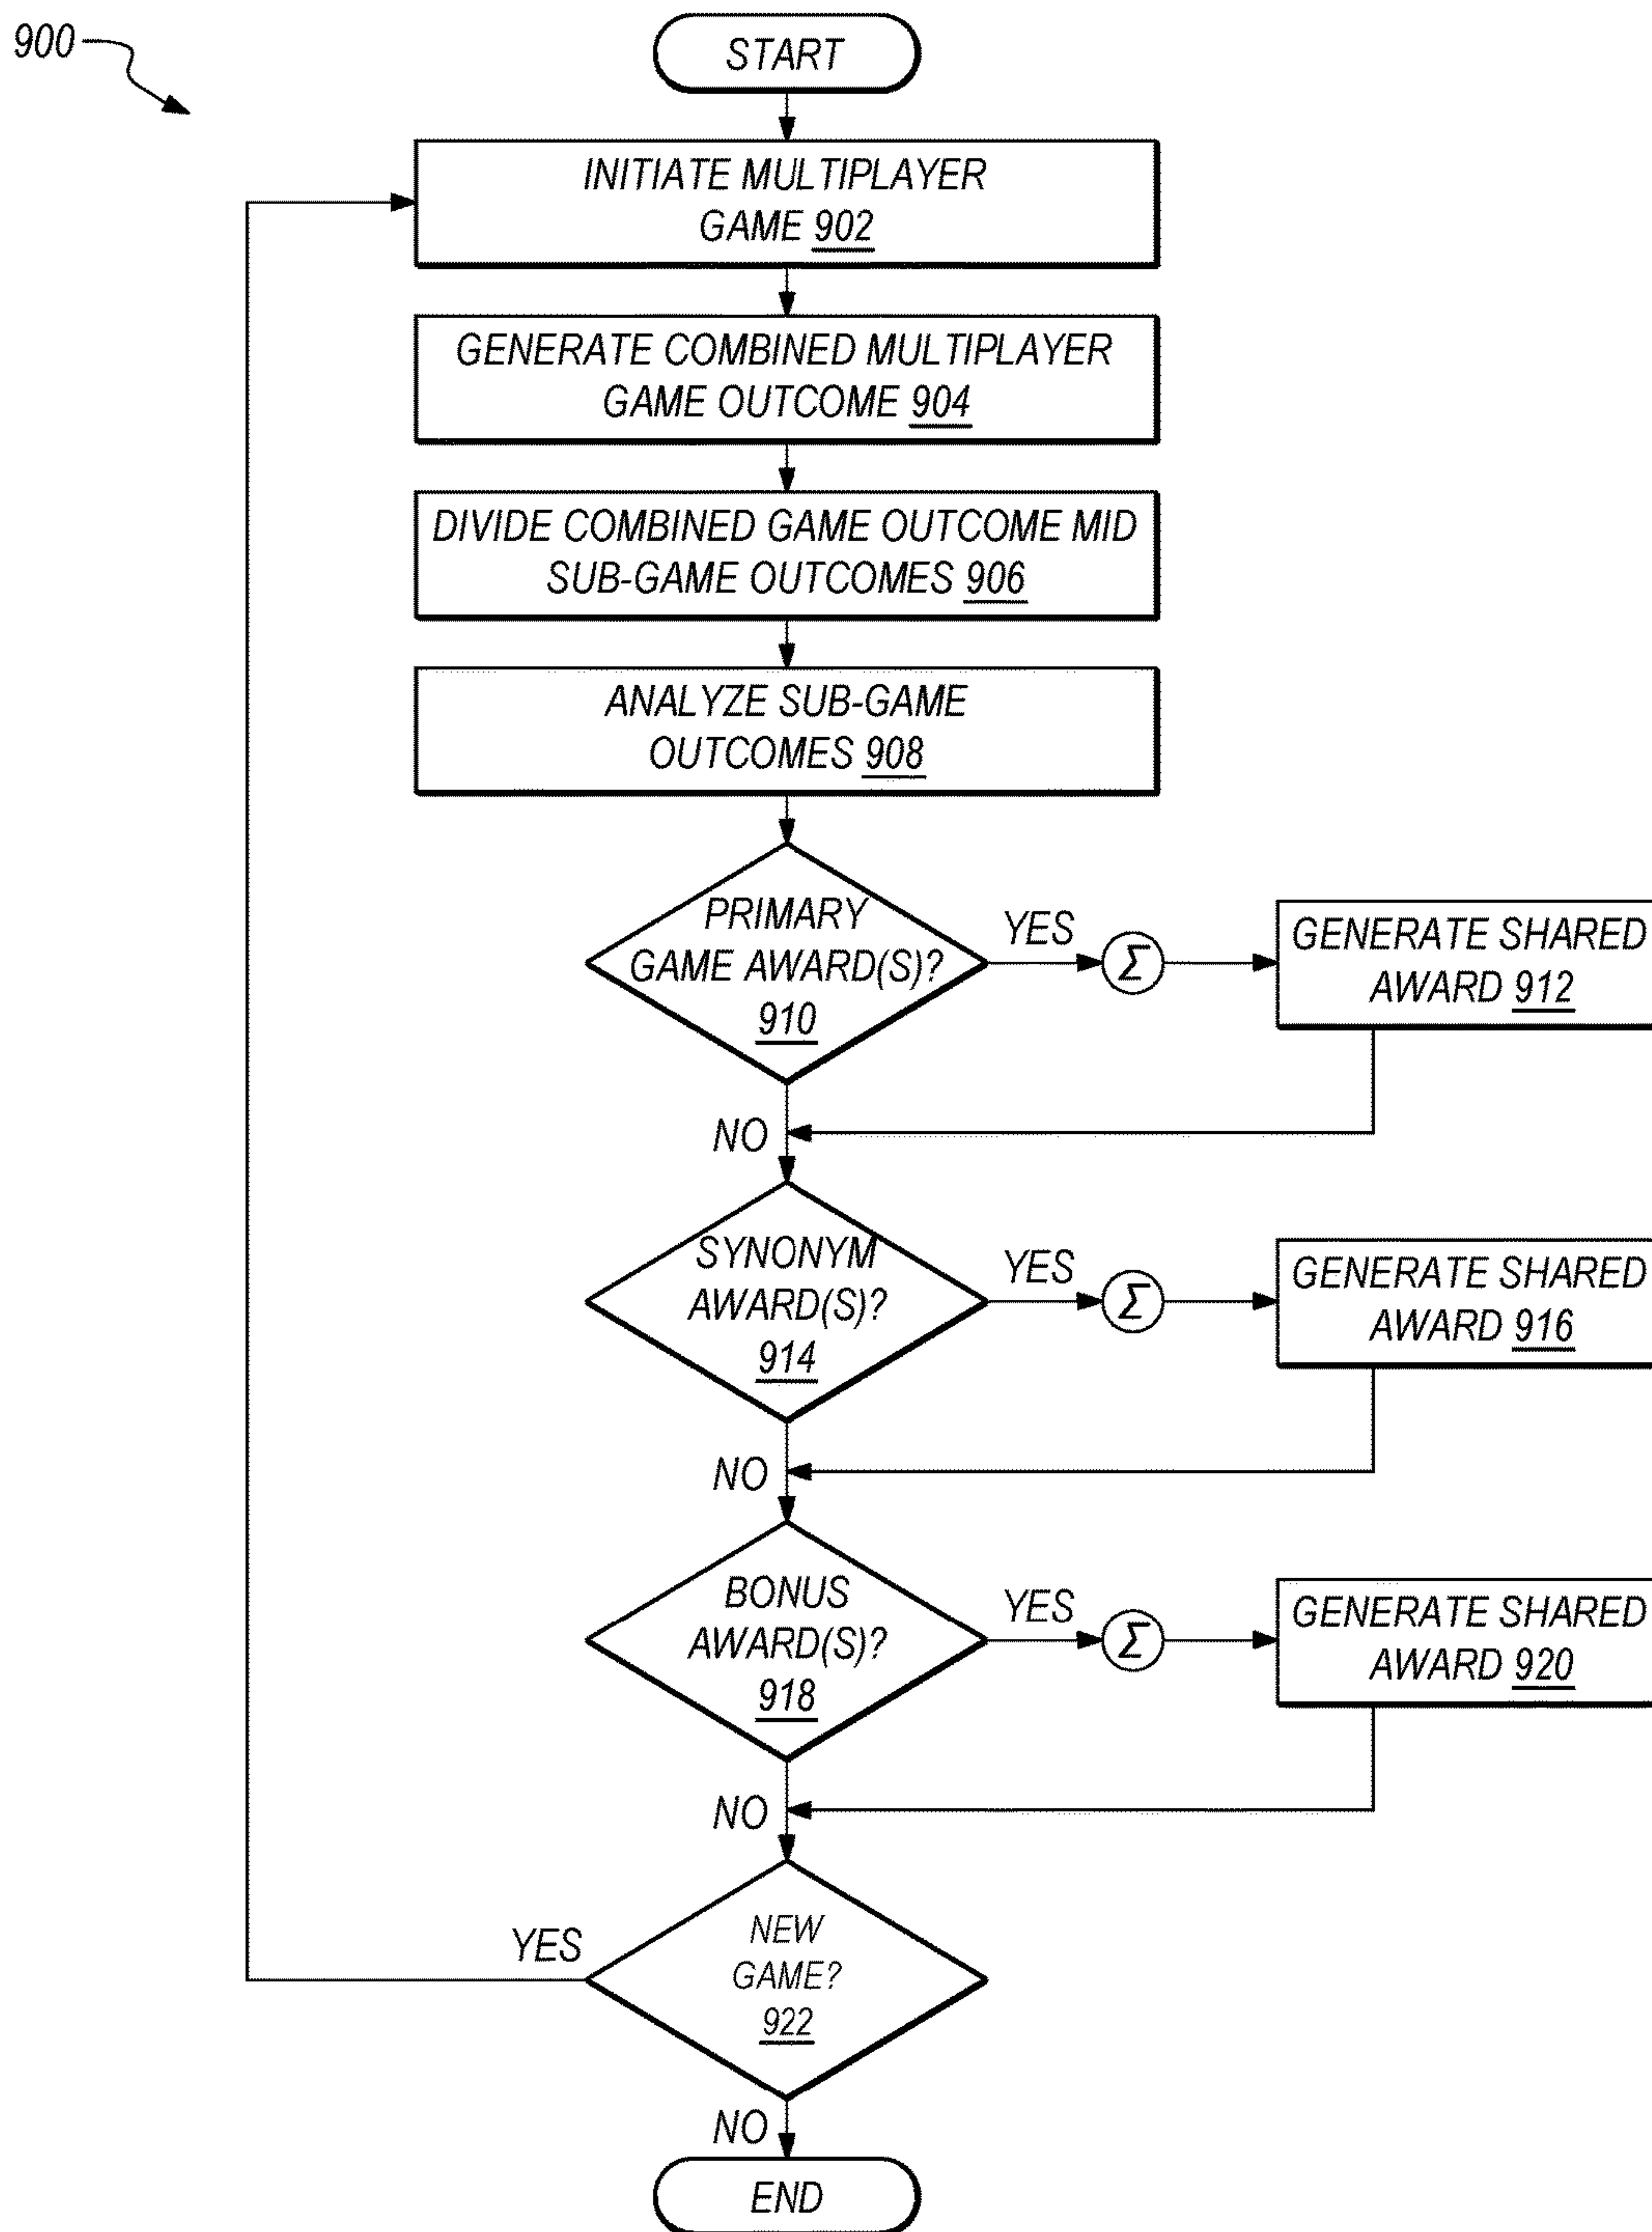 900
START
INITIATE MULTIPLAYER
GAME 902
GENERATE COMBINED MULTIPLAYER
GAME OUTCOME 904
DIVIDE COMBINED GAME OUTCOME MID
SUB-GAME OUTCOMES 906
ANALYZE SUB-GAME
OUTCOMES 908
PRIMARY
GAME AWARD(S)?
910
YES
Σ
GENERATE SHARED
AWARD 912
NO
SYNONYM
AWARD(S)?
914
YES
Σ
GENERATE SHARED
AWARD 916
NO
BONUS
AWARD(S)?
918
YES
Σ
GENERATE SHARED
AWARD 920
NO
NEW
GAME?
922
YES
NO
END